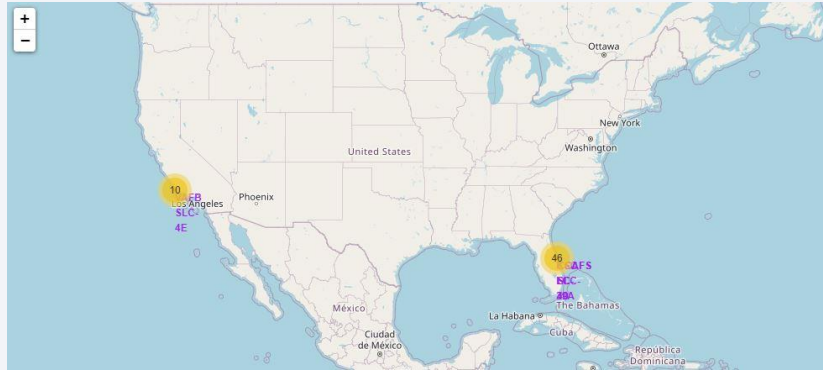 +
−
Ottawa
New York
Washington
United States
10
Los Angeles
Phoenix
SLC-
4E
46
The Bahamas
La Habana
México
Cuba
Ciudad
de México
República
Dominicana